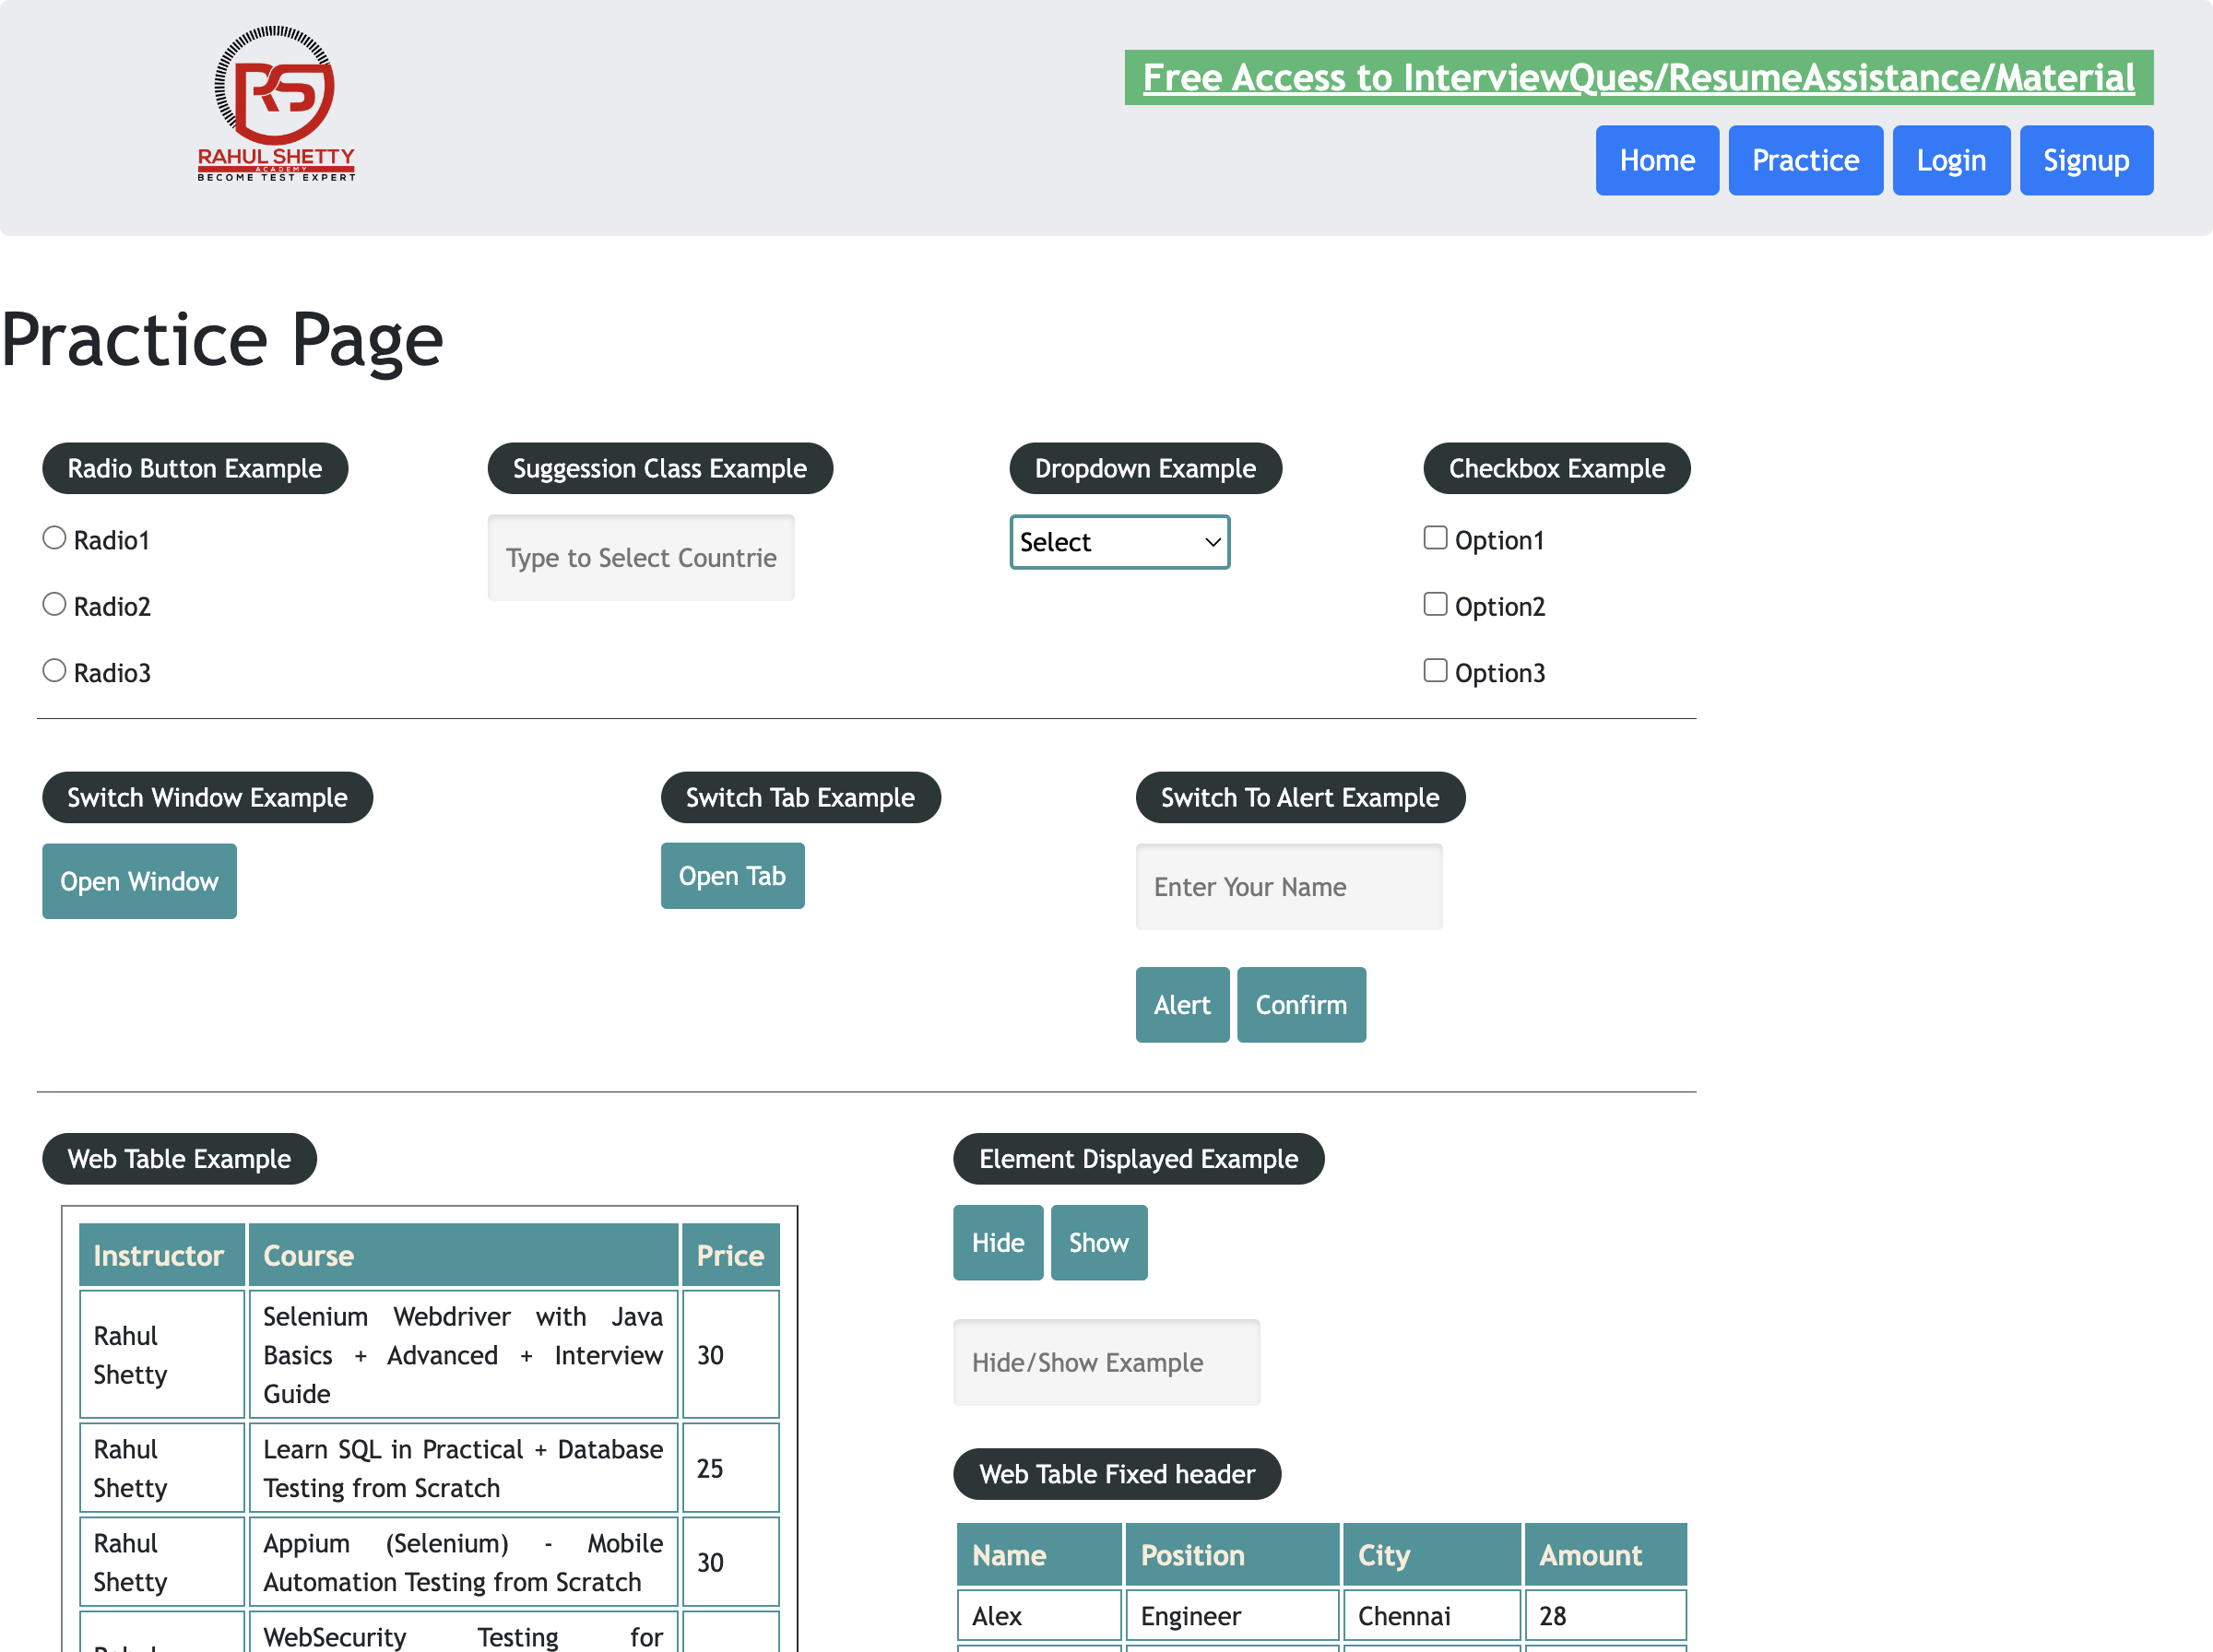 RAHUL SHETTY
ACADEMY
BECOME TEST EXPERT
Free Access to InterviewQues/ResumeAssistance/Material
Home Practice Login Signup
Practice Page
Radio Button Example
Radio1
Radio2
Radio3
Suggession Class Example
Type to Select Countrie
Dropdown Example
Select
Checkbox Example
Option1
Option2
Option3
Switch Window Example
Open Window
Switch Tab Example
Open Tab
Switch To Alert Example
Enter Your Name
Alert Confirm
Web Table Example
Instructor Course Price
Rahul Shetty Selenium Webdriver with Java
Basics + Advanced + Interview
Guide 30
Rahul Shetty Learn SQL in Practical + Database
Testing from Scratch 25
Rahul Shetty Appium (Selenium) - Mobile
Automation Testing from Scratch 30
WebSecurity Testing for
Element Displayed Example
Hide Show
Hide/Show Example
Web Table Fixed header
Name Position City Amount
Alex Engineer Chennai 28